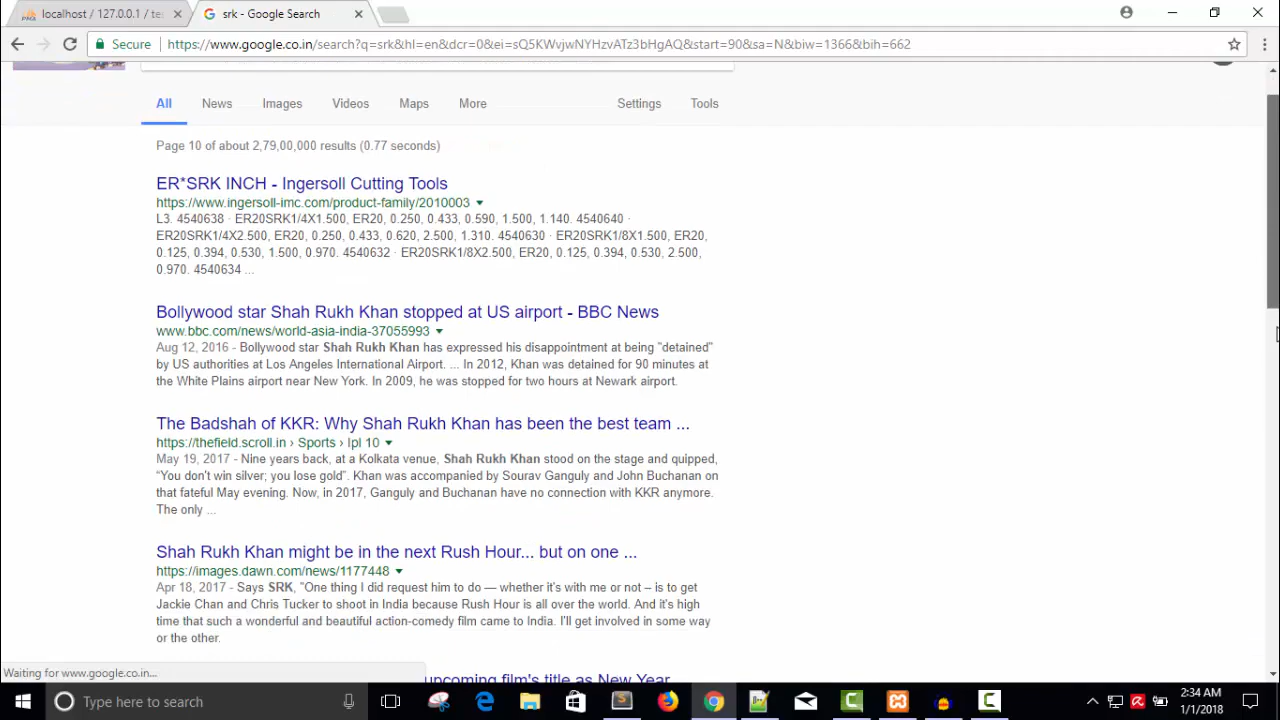 localhost / 127.0.0.1 / te
srk - Google Search
Secure https://www.google.co.in/search?q=srk&hl=en&dcr=0&ei=sQ5KWvjwNYHzvATz3bHgAQ&start=90&sa=N&biw=1366&bih=662
All News Images Videos Maps More Settings Tools
Page 10 of about 2,79,00,000 results (0.77 seconds)
ER*SRK INCH - Ingersoll Cutting Tools
https://www.ingersoll-imc.com/product-family/2010003
L3. 4540638 · ER20SRK1/4X1.500, ER20, 0.250, 0.433, 0.590, 1.500, 1.140. 4540640 ·
ER20SRK1/4X2.500, ER20, 0.250, 0.433, 0.620, 2.500, 1.310. 4540630 · ER20SRK1/8X1.500, ER20,
0.125, 0.394, 0.530, 1.500, 0.970. 4540632 · ER20SRK1/8X2.500, ER20, 0.125, 0.394, 0.530, 2.500,
0.970. 4540634 ...
Bollywood star Shah Rukh Khan stopped at US airport - BBC News
www.bbc.com/news/world-asia-india-37055993
Aug 12, 2016 - Bollywood star Shah Rukh Khan has expressed his disappointment at being "detained"
by US authorities at Los Angeles International Airport. ... In 2012, Khan was detained for 90 minutes at
the White Plains airport near New York. In 2009, he was stopped for two hours at Newark airport.
The Badshah of KKR: Why Shah Rukh Khan has been the best team ...
https://thefield.scroll.in › Sports › Ipl 10
May 19, 2017 - Nine years back, at a Kolkata venue, Shah Rukh Khan stood on the stage and quipped,
“You don't win silver; you lose gold”. Khan was accompanied by Sourav Ganguly and John Buchanan on
that fateful May evening. Now, in 2017, Ganguly and Buchanan have no connection with KKR anymore.
The only ...
Shah Rukh Khan might be in the next Rush Hour... but on one ...
https://images.dawn.com/news/1177448
Apr 18, 2017 - Says SRK, "One thing I did request him to do — whether it's with me or not – is to get
Jackie Chan and Chris Tucker to shoot in India because Rush Hour is all over the world. And it's high
time that such a wonderful and beautiful action-comedy film came to India. I'll get involved in some way
or the other.
upcoming film's title as New Year
Waiting for www.google.co.in...
Type here to search
2:34 AM
1/1/2018